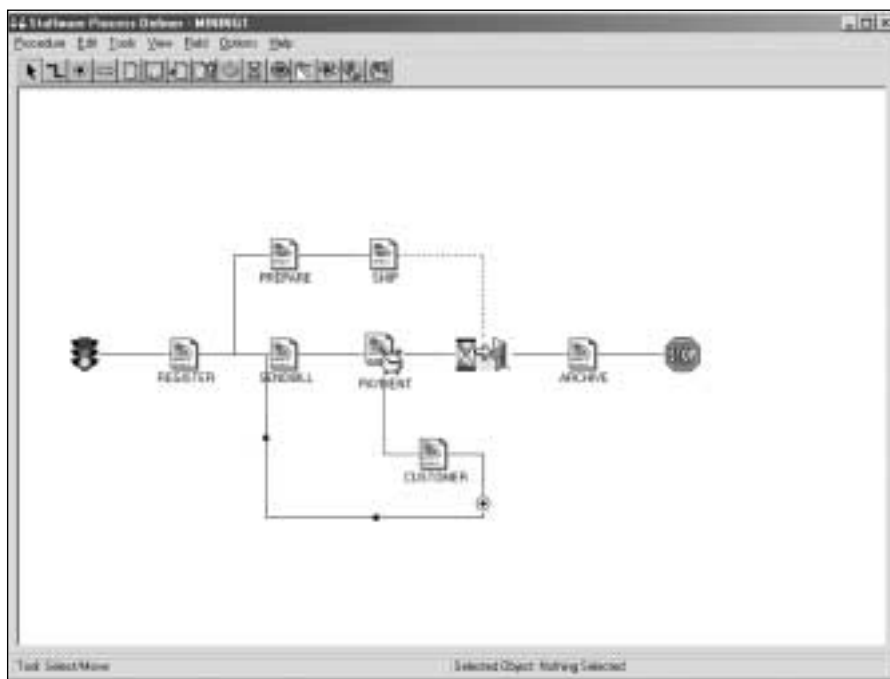 Staffware Process Definer - MINING1
Procedure Edit Tools View Field Options Help
PREPARE SHIP
STOP
REGISTER SENDBILL PAYMENT ARCHIVE
CUSTOMER
Tool: Select/Move Selected Object: Nothing Selected